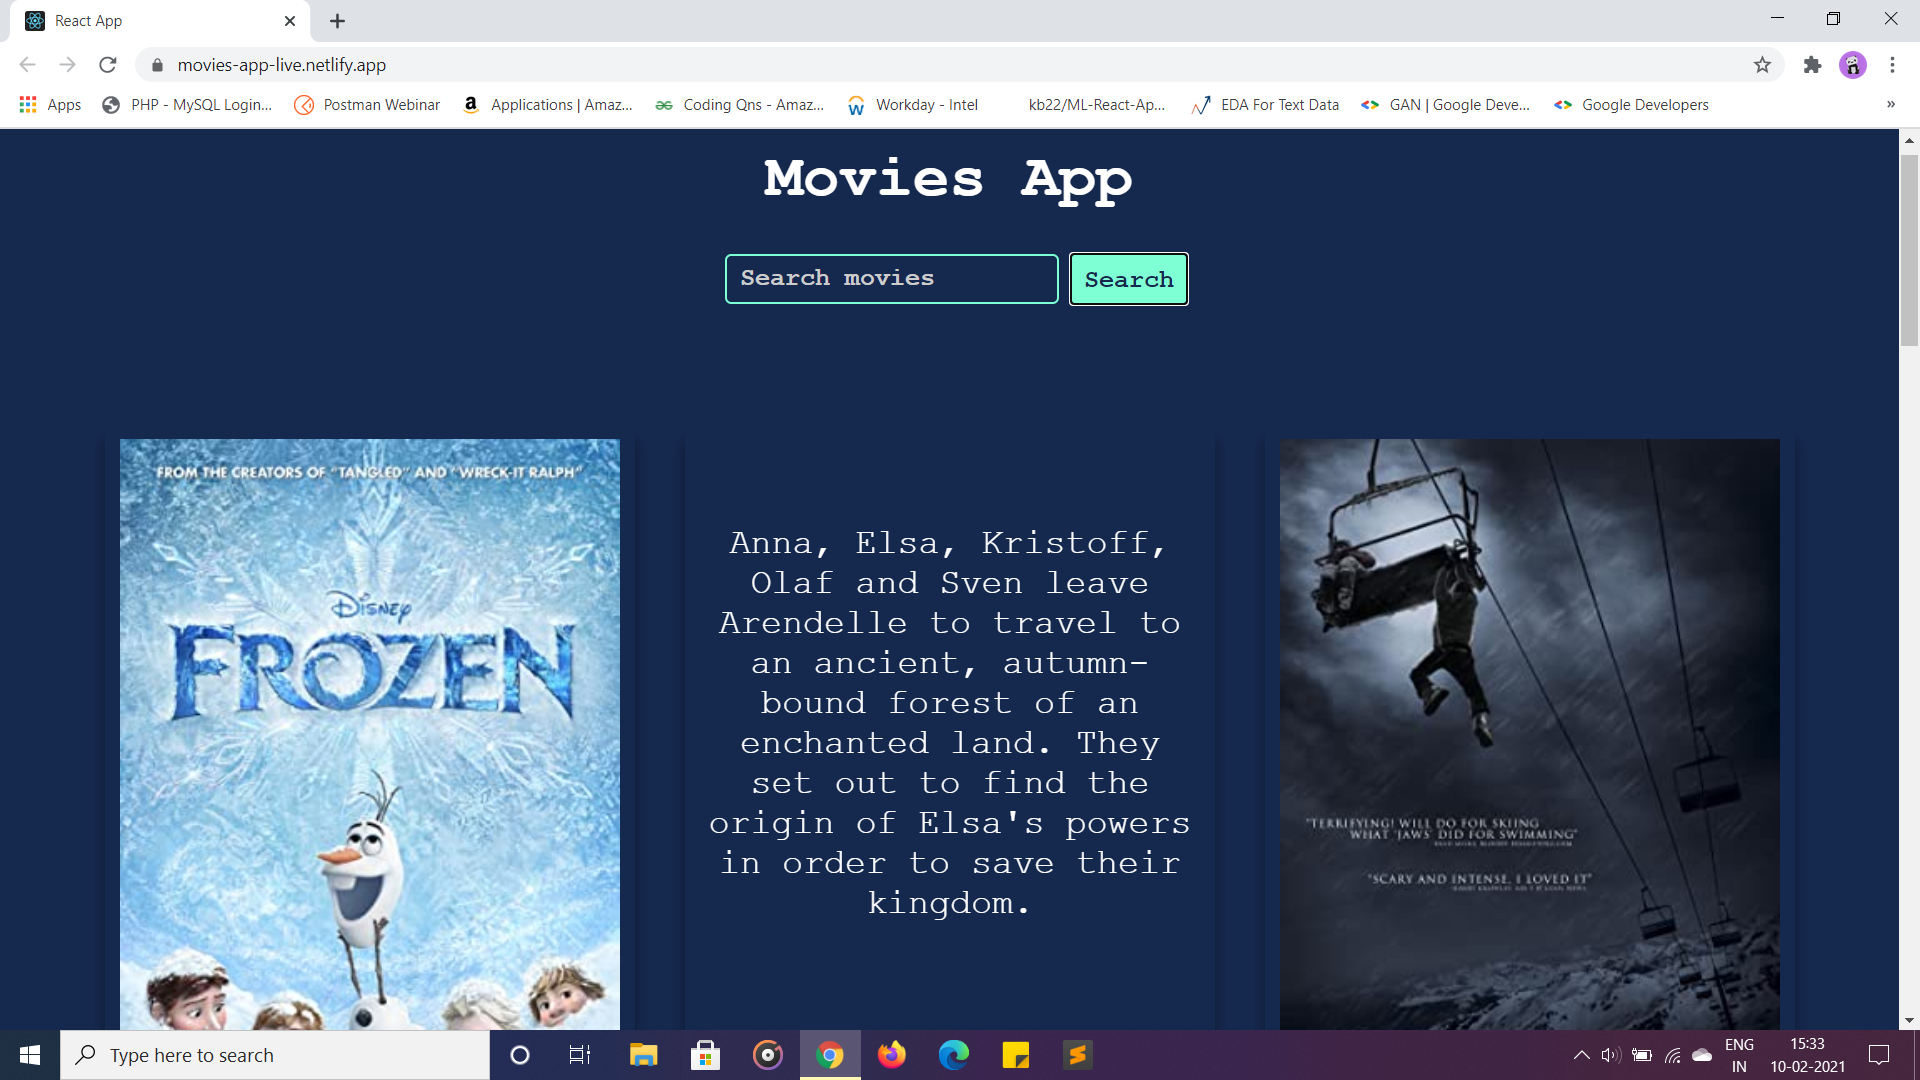 React App
movies-app-live.netlify.app
Apps
PHP - MySQL Login...
Postman Webinar
Applications | Amaz...
Coding Qns - Amaz...
Workday - Intel
kb22/ML-React-Ap...
EDA For Text Data
GAN | Google Deve...
Google Developers
»
Movies App
Search movies
Search
FROM THE CREATORS OF "TANGLED" AND "WRECK-IT RALPH"
DISNEY
FROZEN
Anna, Elsa, Kristoff,
Olaf and Sven leave
Arendelle to travel to
an ancient, autumn-
bound forest of an
enchanted land. They
set out to find the
origin of Elsa's powers
in order to save their
kingdom.
"TERRIFYING! WILL DO FOR SKIING
WHAT 'JAWS' DID FOR SWIMMING"
"SCARY AND INTENSE, I LOVED IT"
Type here to search
ENG
IN
15:33
10-02-2021